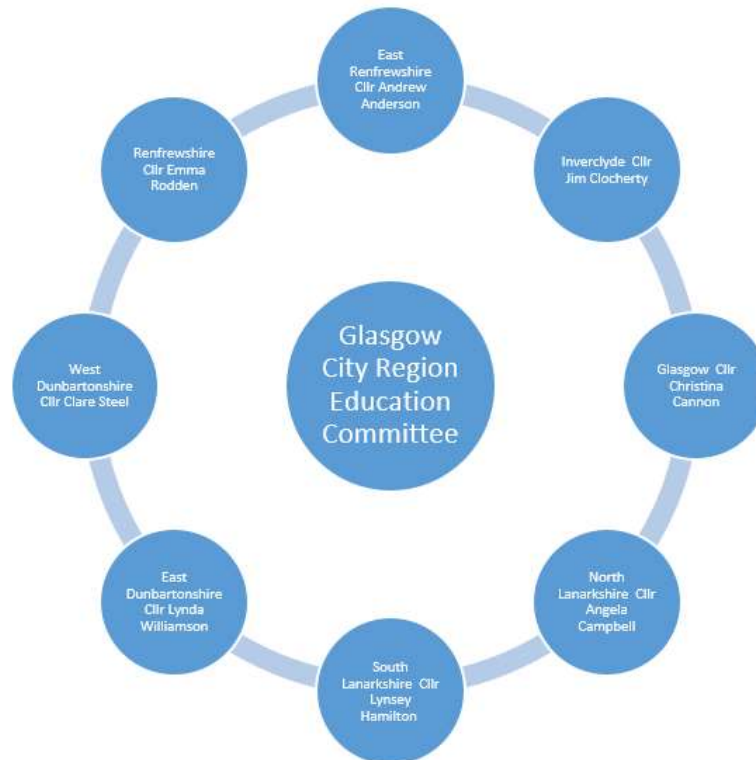 East
Renfrewshire
Cllr Andrew
Anderson
Inverclyde Cllr
Jim Clocherty
Glasgow Cllr
Christina
Cannon
North
Lanarkshire Cllr
Angela
Campbell
South
Lanarkshire Cllr
Lynsey
Hamilton
East
Dunbartonshire
Cllr Lynda
Williamson
West
Dunbartonshire
Cllr Clare Steel
Renfrewshire
Cllr Emma
Rodden
Glasgow
City Region
Education
Committee